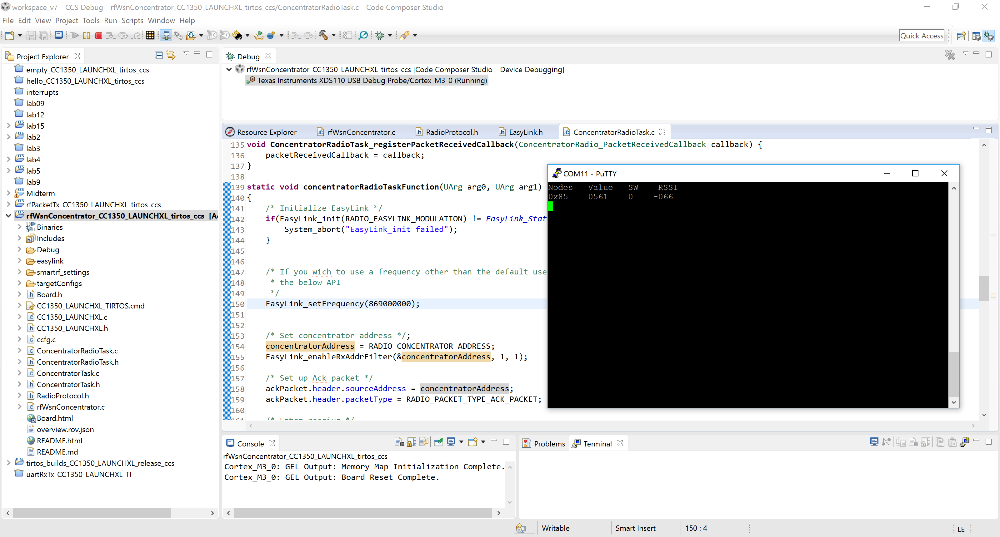 workspace_v7 - CCS Debug - rfWsnConcentrator_CC1350_LAUNCHXL_tirtos_ccs/ConcentratorRadioTask.c - Code Composer Studio
File Edit View Project Tools Run Scripts Window Help
Quick Access
Project Explorer
empty_CC1350_LAUNCHXL_tirtos_ccs
hello_CC1350_LAUNCHXL_tirtos_ccs
interrupts
lab09
lab12
lab15
lab2
lab3
lab4
lab5
lab9
Midterm
rfPacketTx_CC1350_LAUNCHXL_tirtos_ccs
rfWsnConcentrator_CC1350_LAUNCHXL_tirtos_ccs
Binaries
Includes
Debug
easylink
smartrf_settings
targetConfigs
Board.h
CC1350_LAUNCHXL_TIRTOS.cmd
CC1350_LAUNCHXL.c
CC1350_LAUNCHXL.h
ccfg.c
ConcentratorRadioTask.c
ConcentratorRadioTask.h
ConcentratorTask.c
ConcentratorTask.h
RadioProtocol.h
rfWsnConcentrator.c
Board.html
overview.rov.json
README.html
README.md
tirtos_builds_CC1350_LAUNCHXL_release_ccs
uartRxTx_CC1350_LAUNCHXL_TI
Debug
rfWsnConcentrator_CC1350_LAUNCHXL_tirtos_ccs [Code Composer Studio - Device Debugging]
Texas Instruments XDS110 USB Debug Probe/Cortex_M3_0 (Running)
Resource Explorer rfWsnConcentrator.c RadioProtocol.h EasyLink.h ConcentratorRadioTask.c
135 void ConcentratorRadioTask_registerPacketReceivedCallback(ConcentratorRadio_PacketReceivedCallback callback) {
136 packetReceivedCallback = callback;
137 }
138
139 static void concentratorRadioTaskFunction(UArg arg0, UArg arg1)
140 {
141 /* Initialize EasyLink */
142 if(EasyLink_init(RADIO_EASYLINK_MODULATION) != EasyLink_Stat
143 System_abort("EasyLink_init failed");
144 }
145
146
147 /* If you wich to use a frequency other than the default use
148 * the below API
149 */
150 EasyLink_setFrequency(869000000);
151
152
153 /* Set concentrator address */;
154 concentratorAddress = RADIO_CONCENTRATOR_ADDRESS;
155 EasyLink_enableRxAddrFilter(&concentratorAddress, 1, 1);
156
157 /* Set up Ack packet */
158 ackPacket.header.sourceAddress = concentratorAddress;
159 ackPacket.header.packetType = RADIO_PACKET_TYPE_ACK_PACKET;
160
161 /* Enter receive */
COM11 - PuTTY
Nodes Value SW RSSI
0x85 0561 0 -066
Console
rfWsnConcentrator_CC1350_LAUNCHXL_tirtos_ccs
Cortex_M3_0: GEL Output: Memory Map Initialization Complete.
Cortex_M3_0: GEL Output: Board Reset Complete.
Problems Terminal
Writable Smart Insert 150 : 4 LE